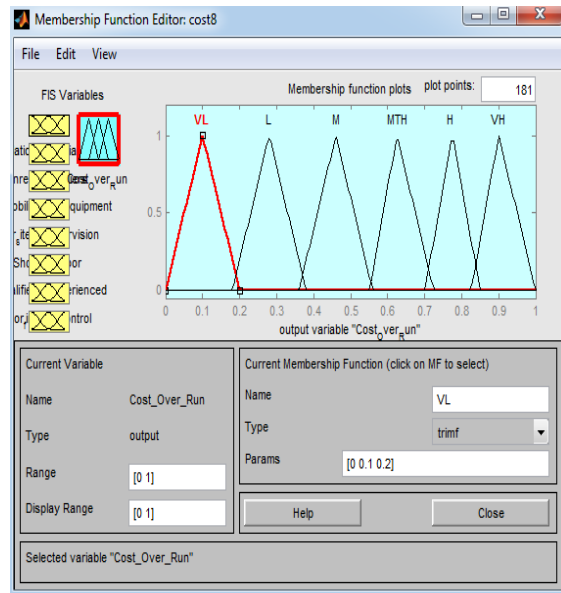 Membership Function Editor: cost8
File Edit View
FIS Variables
Membership function plots plot points: 181
VL L M MTH H VH
1
0.5
0
0 0.1 0.2 0.3 0.4 0.5 0.6 0.7 0.8 0.9 1
output variable "Cost_Over_Run"
quipment
Current Variable
Name Cost_Over_Run
Type output
Range [0 1]
Display Range [0 1]
Current Membership Function (click on MF to select)
Name VL
Type trimf
Params [0 0.1 0.2]
Help Close
Selected variable "Cost_Over_Run"